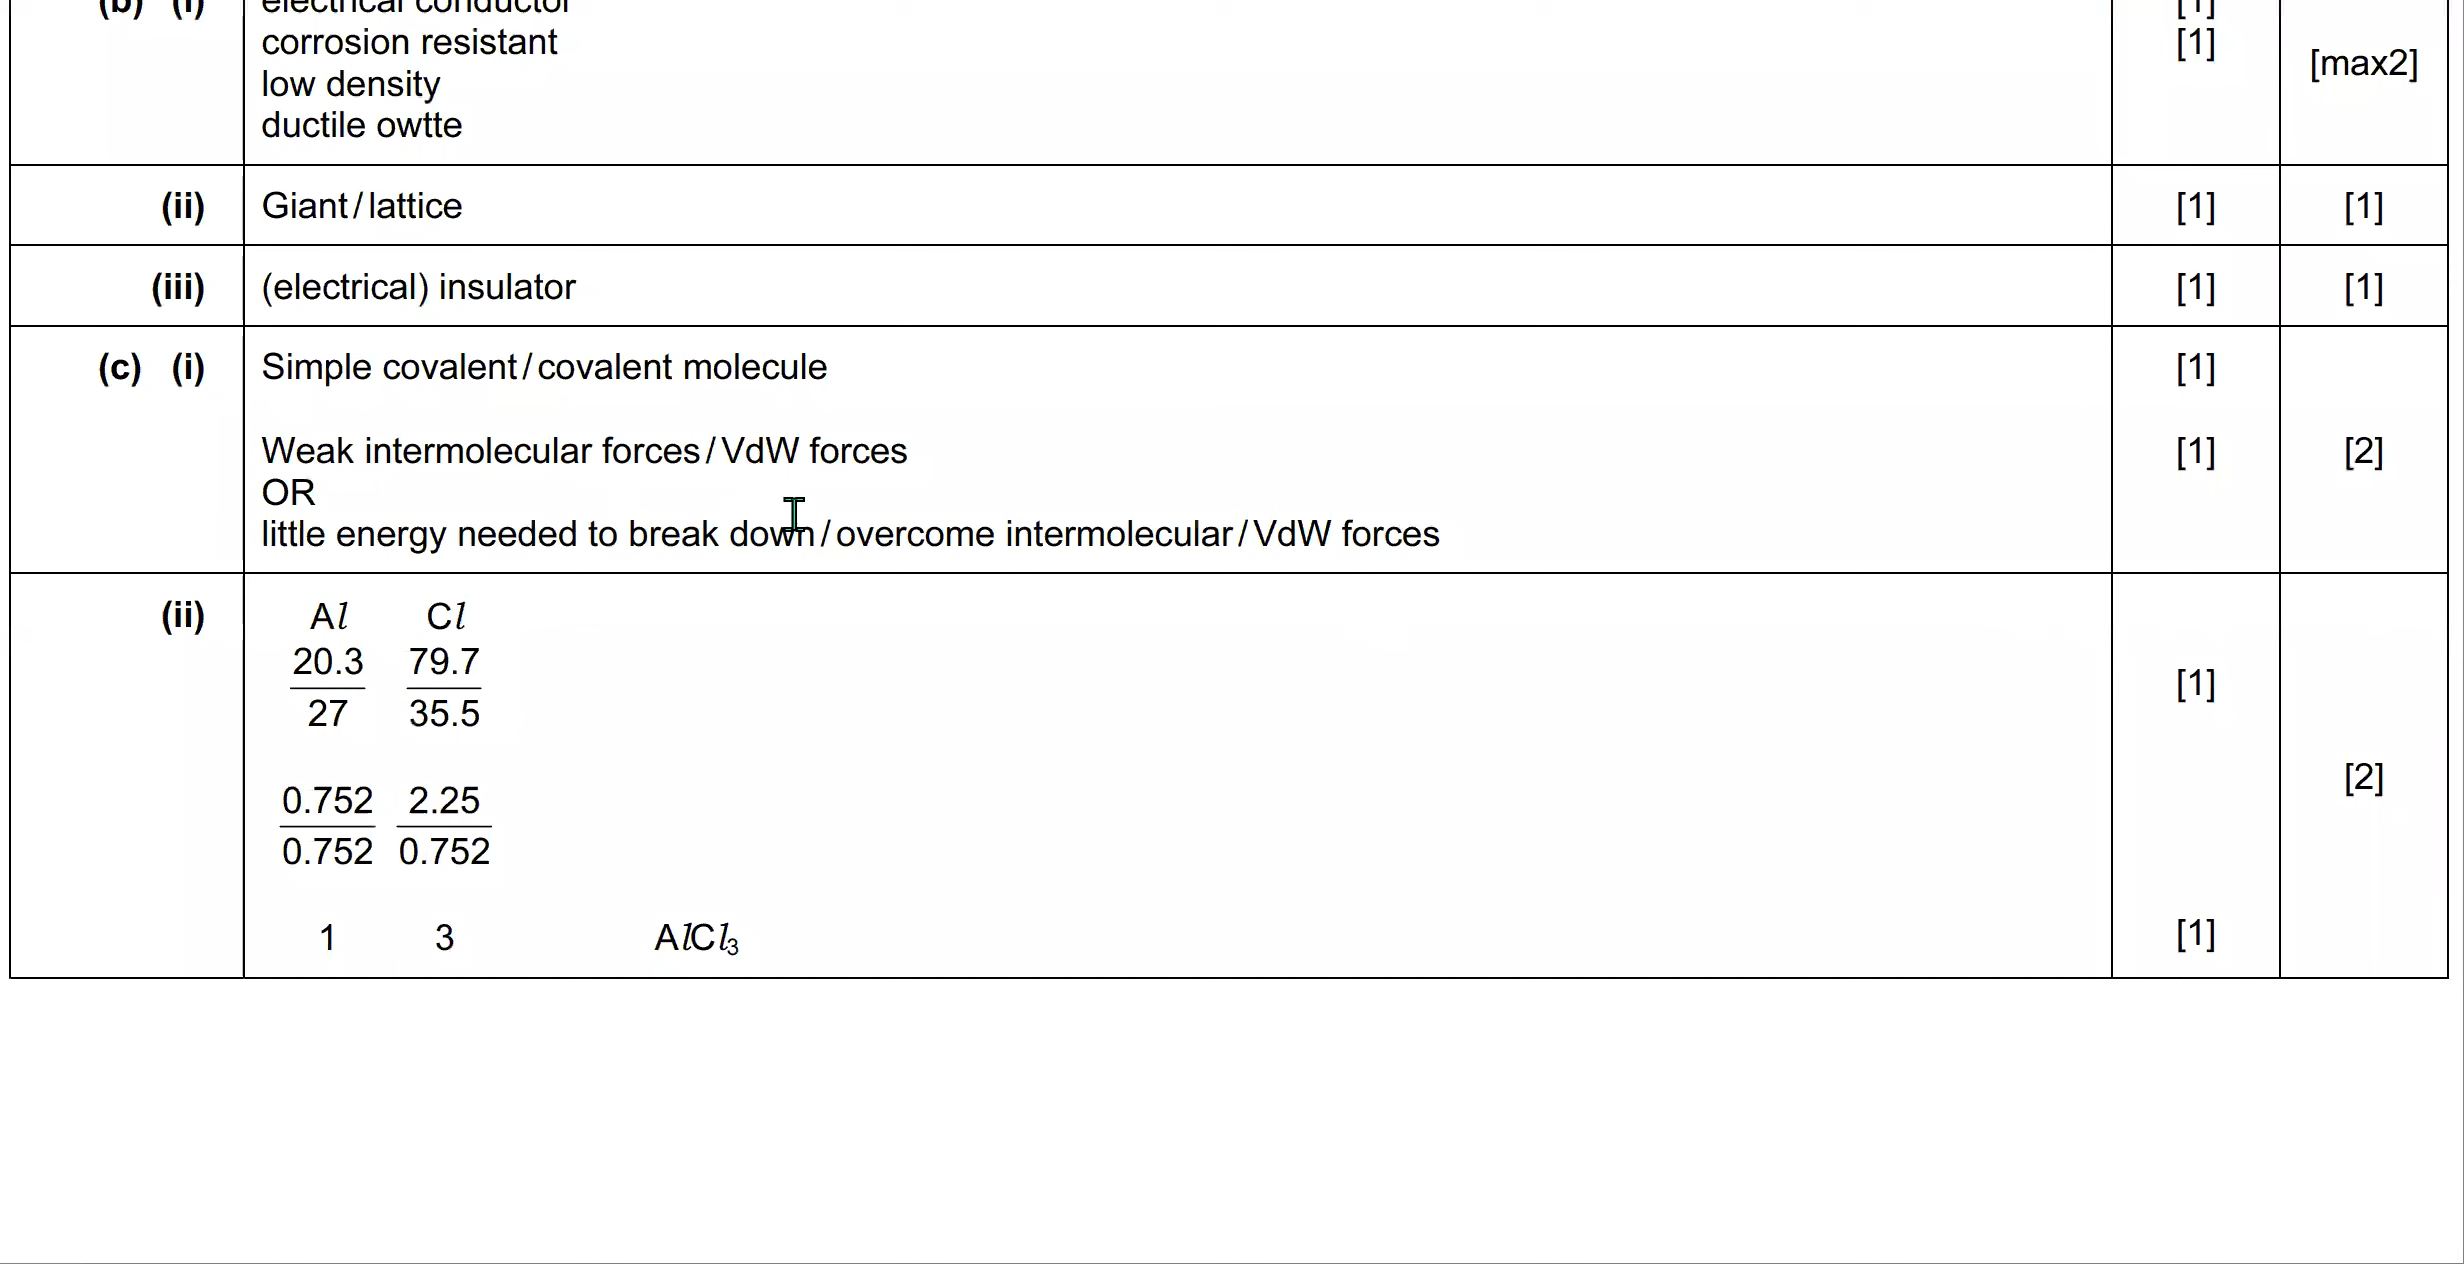 (b) (i) electrical conductor [1]
corrosion resistant [1]
[max2]
low density
ductile owtte
(ii) Giant / lattice [1] [1]
(iii) (electrical) insulator [1] [1]
(c) (i) Simple covalent / covalent molecule [1]
Weak intermolecular forces / VdW forces [1] [2]
OR
little energy needed to break down / overcome intermolecular / VdW forces
(ii) Al Cl
20.3 79.7
[1]
27 35.5
[2]
0.752 2.25
0.752 0.752
1 3 AlCl₃ [1]